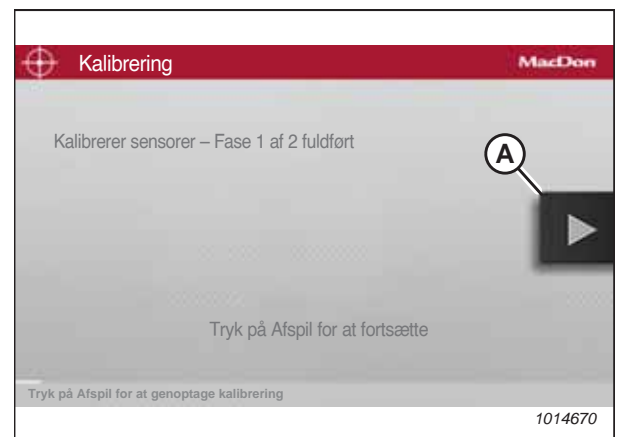 Kalibrering
MacDon
Kalibrerer sensorer – Fase 1 af 2 fuldført
A
Tryk på Afspil for at fortsætte
Tryk på Afspil for at genoptage kalibrering
1014670